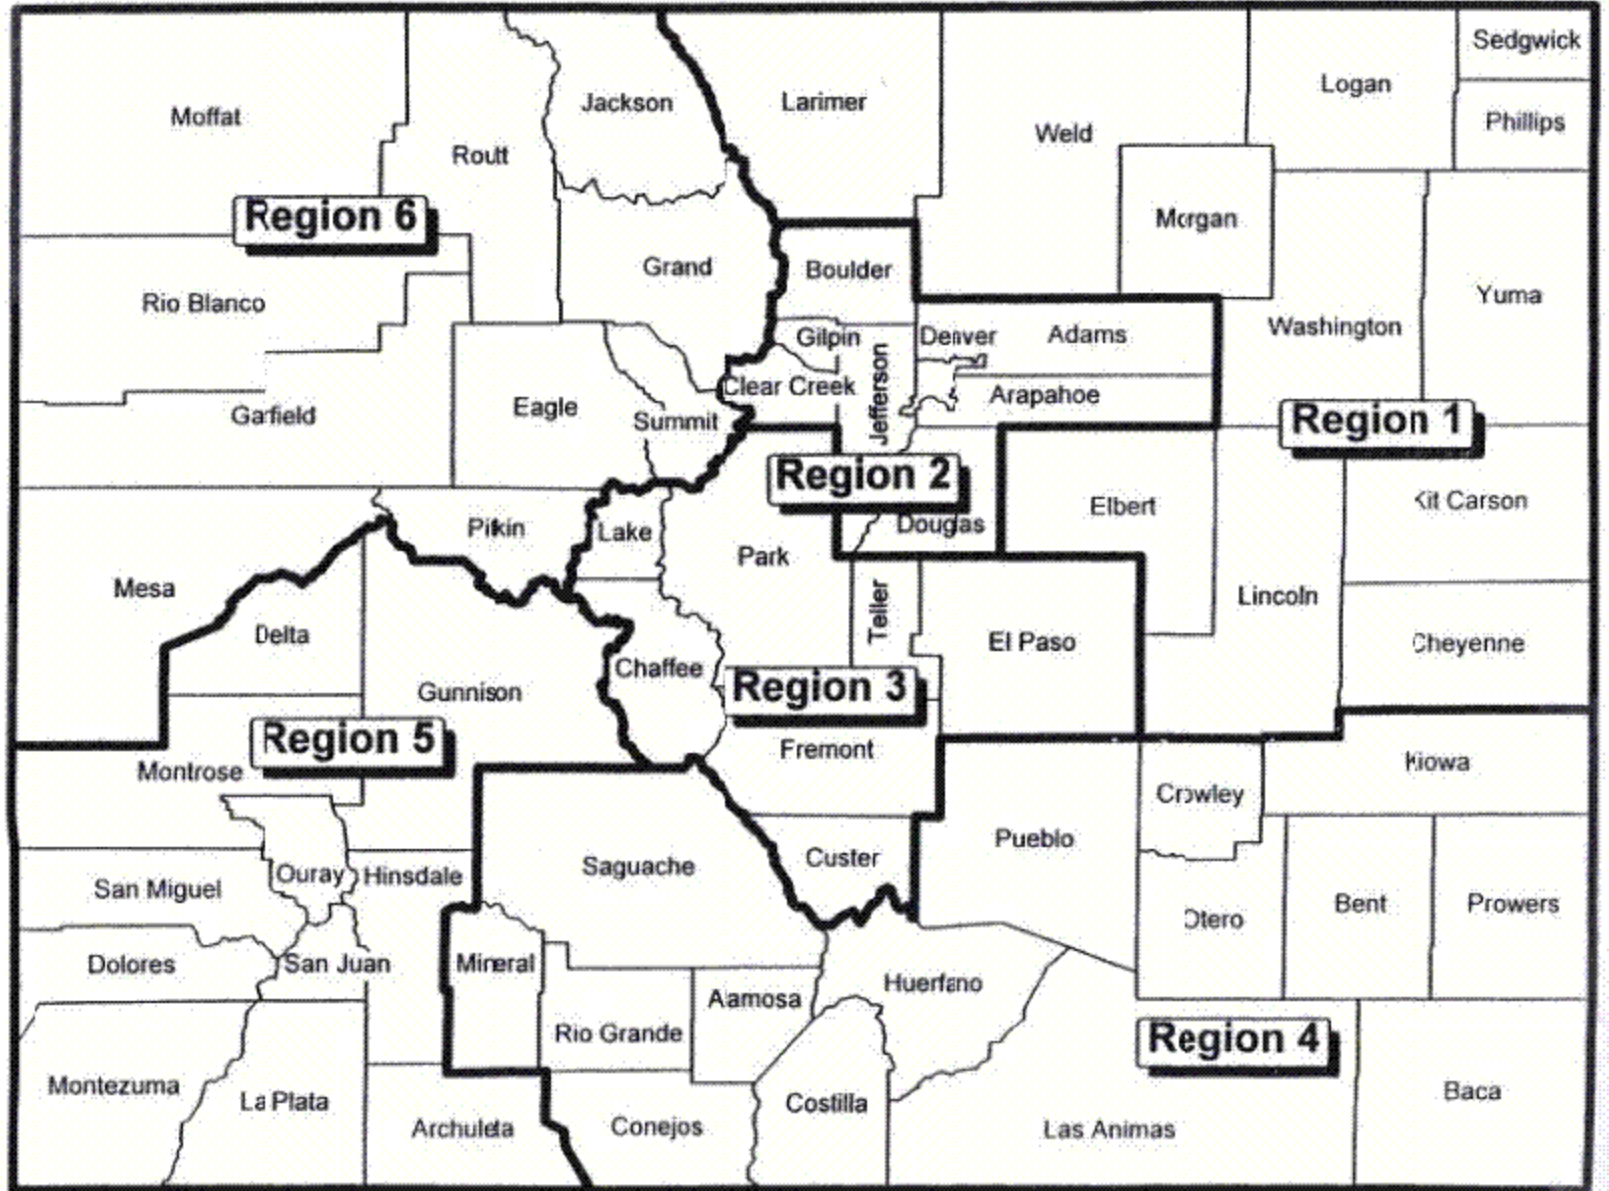 Sedgwick
Logan
Jackson
Larimer
Moffat
Phillips
Weld
Routt
Region 6
Morgan
Grand
Boulder
Yuma
Rio Blanco
Washington
Gilpin
Denver
Adams
Clear Creek
Jefferson
Arapahoe
Eagle
Garfield
Summit
Region 1
Region 2
Kit Carson
Elbert
Douglas
Pitkin
Lake
Park
Mesa
Lincoln
Teller
Delta
El Paso
Cheyenne
Chaffee
Gunnison
Region 3
Region 5
Fremont
Kiowa
Montrose
Crowley
Pueblo
Custer
Saguache
Ouray
Hinsdale
San Miguel
Bent
Prowers
Otero
Dolores
San Juan
Mineral
Huerfano
Aamosa
Rio Grande
Region 4
Montezuma
La Plata
Baca
Costilla
Archuleta
Conejos
Las Animas